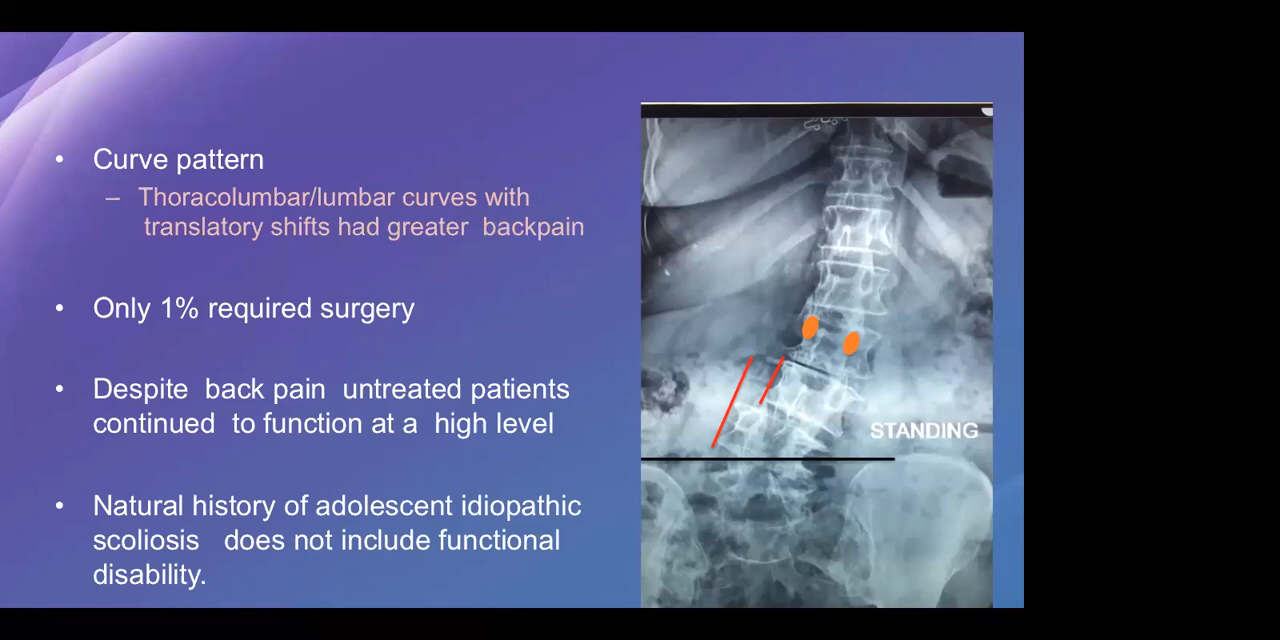 • Curve pattern
– Thoracolumbar/lumbar curves with
translatory shifts had greater backpain
• Only 1% required surgery
• Despite back pain untreated patients
continued to function at a high level
• Natural history of adolescent idiopathic
scoliosis does not include functional
disability.
STANDING